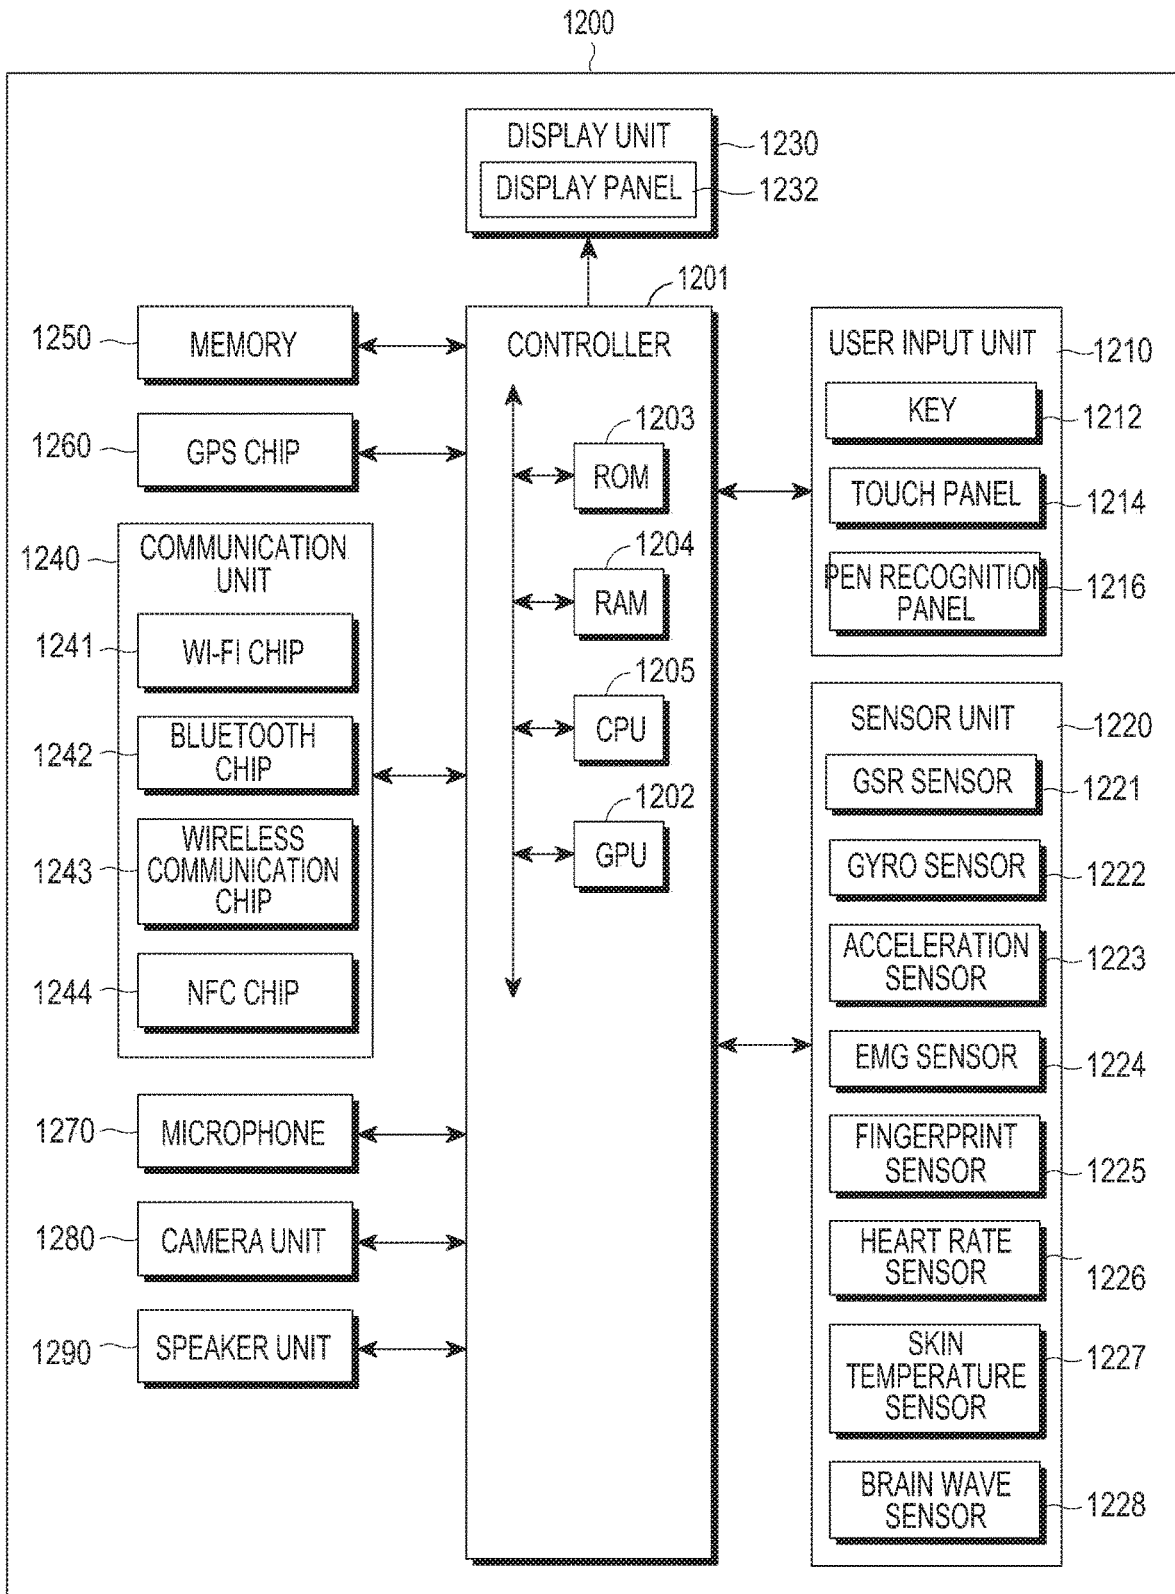 1200
DISPLAY UNIT
1230
DISPLAY PANEL
1232
1201
CONTROLLER
1203
ROM
1204
RAM
1205
CPU
1202
GPU
1250
MEMORY
1260
GPS CHIP
1240
COMMUNICATION
UNIT
1241
WI-FI CHIP
1242
BLUETOOTH
CHIP
1243
WIRELESS
COMMUNICATION
CHIP
1244
NFC CHIP
1270
MICROPHONE
1280
CAMERA UNIT
1290
SPEAKER UNIT
USER INPUT UNIT
1210
KEY
1212
TOUCH PANEL
1214
PEN RECOGNITION
PANEL
1216
SENSOR UNIT
1220
GSR SENSOR
1221
GYRO SENSOR
1222
ACCELERATION
SENSOR
1223
EMG SENSOR
1224
FINGERPRINT
SENSOR
1225
HEART RATE
SENSOR
1226
SKIN
TEMPERATURE
SENSOR
1227
BRAIN WAVE
SENSOR
1228